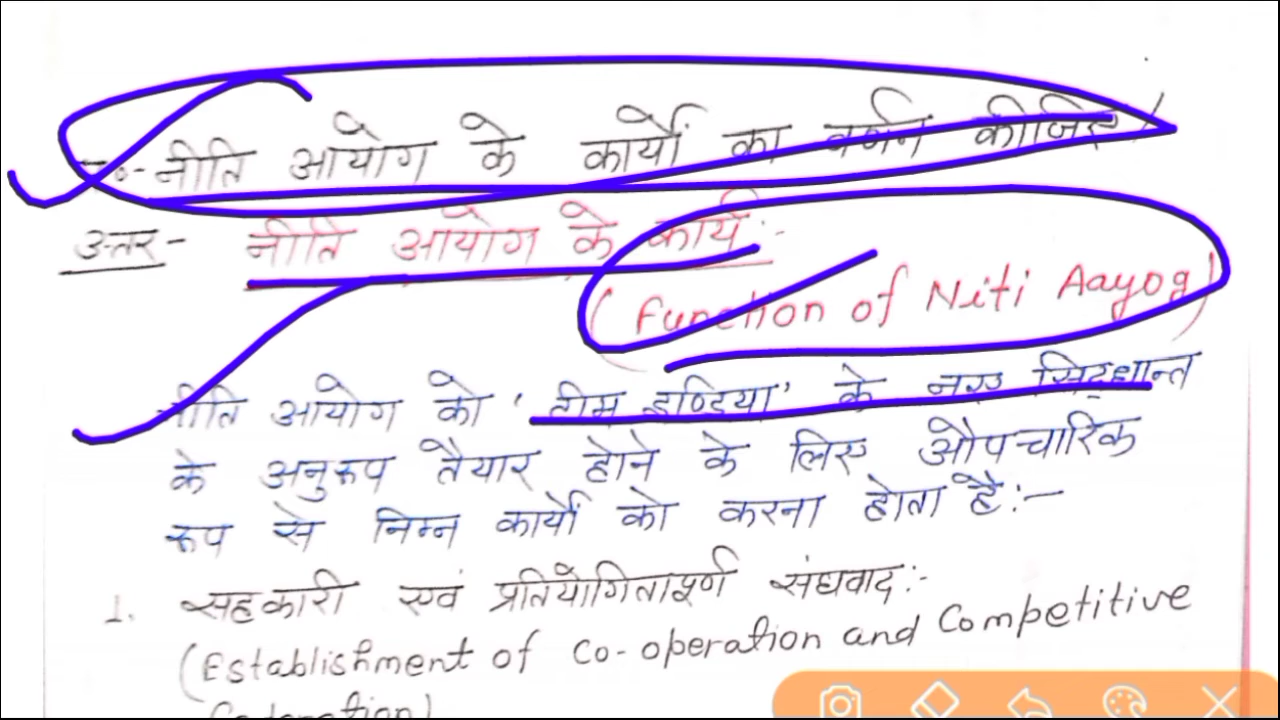 प्र०- नीति आयोग के कार्यों का वर्णन कीजिए।
उत्तर- नीति आयोग के कार्य:-
(Function of Niti Aayog)
नीति आयोग को 'टीम इण्डिया' के नए सिद्धान्त
के अनुरूप तैयार होने के लिए औपचारिक
रूप से निम्न कार्यों को करना होता है:-
1. सहकारी एवं प्रतियोगितापूर्ण संघवाद:-
(Establishment of Co-operation and Competitive